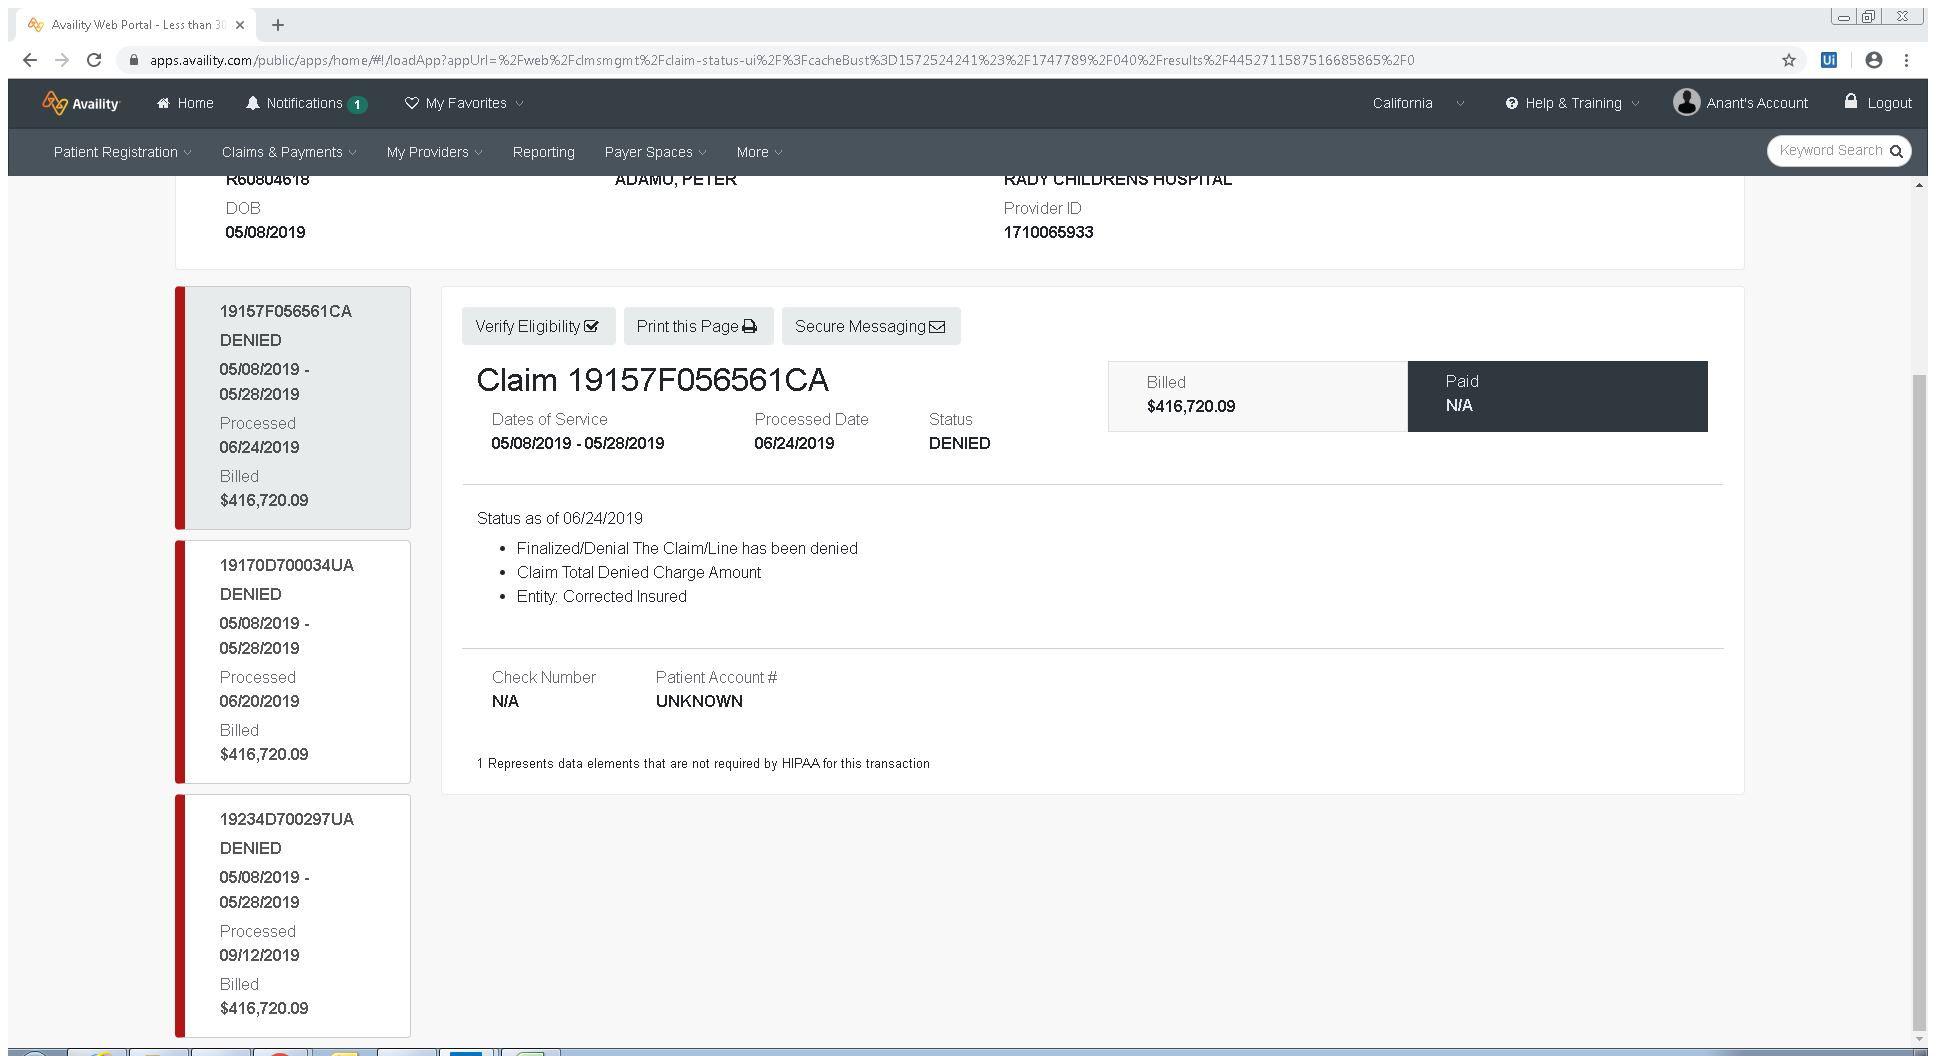 Availity Web Portal - Less than 30
apps.availity.com/public/apps/home/#!/loadApp?appUrl=%2Fweb%2Fclmsmgmt%2Fclaim-status-ui%2F%3FcacheBust%3D1572524241%23%2F1747789%2F040%2Fresults%2F44527115875166858​65%2F0
Ui
Availity Home Notifications 1 My Favorites California Help & Training Anant's Account Logout
Patient Registration Claims & Payments My Providers Reporting Payer Spaces More Keyword Search
R60804618 ADAMO, PETER RADY CHILDRENS HOSPITAL
DOB Provider ID
05/08/2019 1710065933
19157F056561CA
DENIED
05/08/2019 -
05/28/2019
Processed
06/24/2019
Billed
$416,720.09
19170D700034UA
DENIED
05/08/2019 -
05/28/2019
Processed
06/20/2019
Billed
$416,720.09
19234D700297UA
DENIED
05/08/2019 -
05/28/2019
Processed
09/12/2019
Billed
$416,720.09
Verify Eligibility Print this Page Secure Messaging
Claim 19157F056561CA
Dates of Service Processed Date Status
05/08/2019 - 05/28/2019 06/24/2019 DENIED
Billed Paid
$416,720.09 N/A
Status as of 06/24/2019
• Finalized/Denial The Claim/Line has been denied
• Claim Total Denied Charge Amount
• Entity: Corrected Insured
Check Number Patient Account #
N/A UNKNOWN
1 Represents data elements that are not required by HIPAA for this transaction